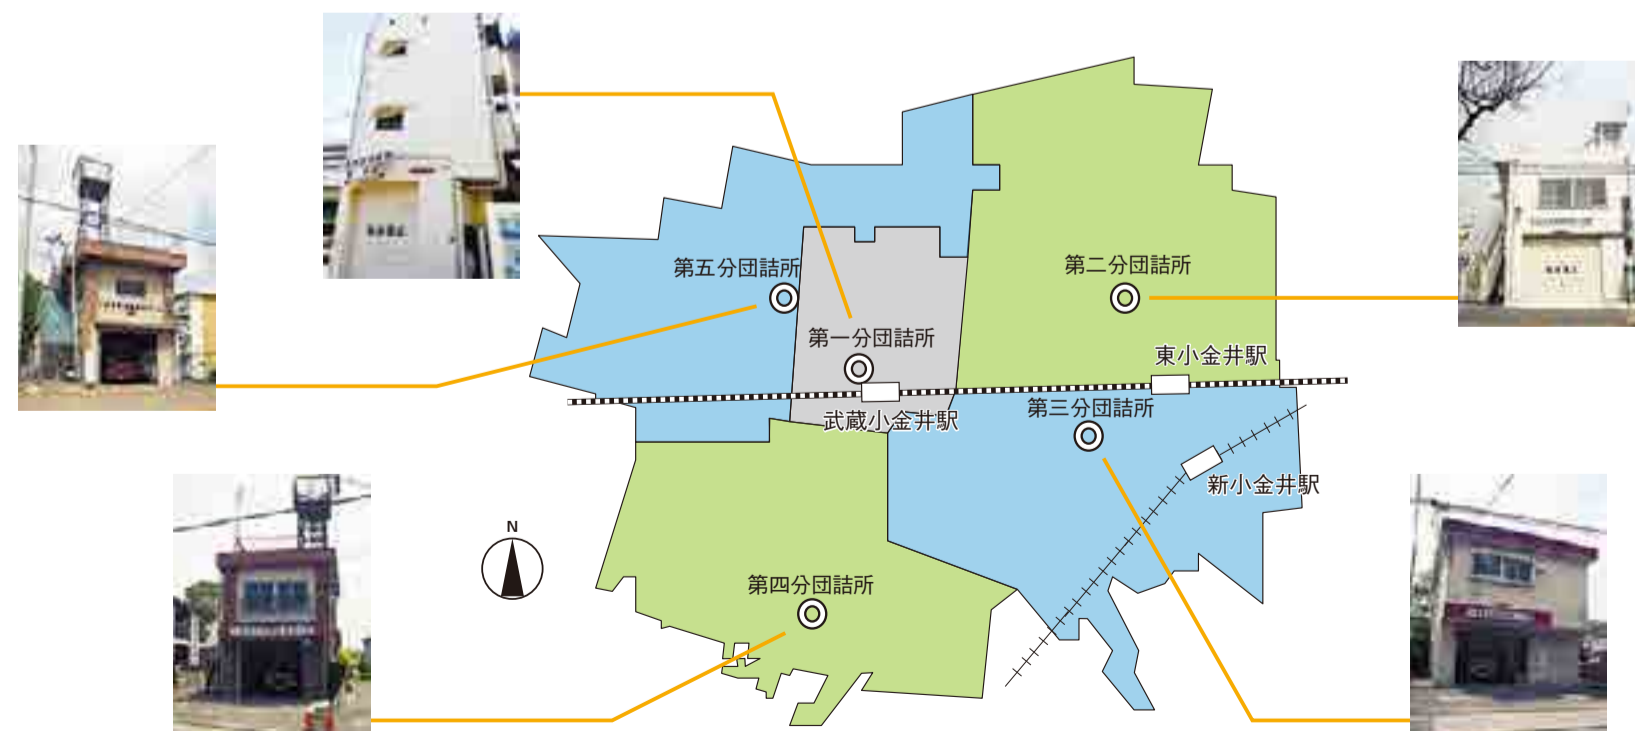 第五分団詰所
第二分団詰所
第一分団詰所
東小金井駅
第三分団詰所
武蔵小金井駅
新小金井駅
N
第四分団詰所